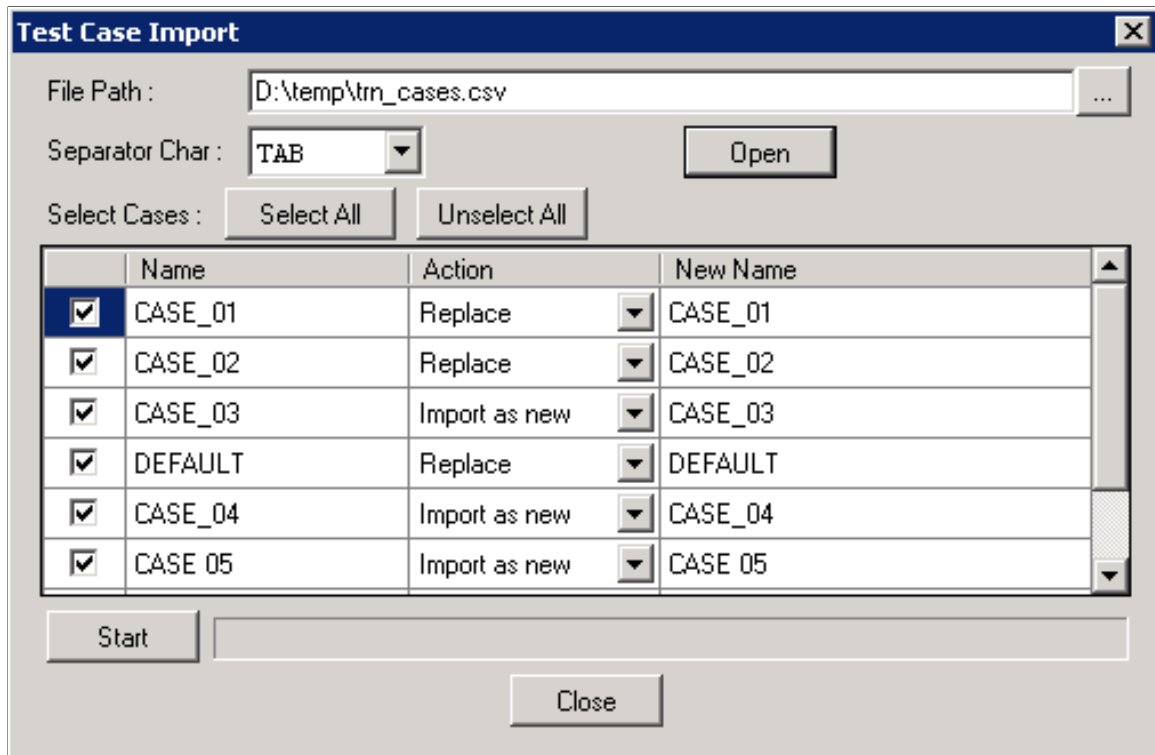 Test Case Import
File Path : D:\temp\trn_cases.csv ...
Separator Char : TAB Open
Select Cases : Select All Unselect All
Name Action New Name
CASE_01 Replace CASE_01
CASE_02 Replace CASE_02
CASE_03 Import as new CASE_03
DEFAULT Replace DEFAULT
CASE_04 Import as new CASE_04
CASE 05 Import as new CASE 05
Start
Close